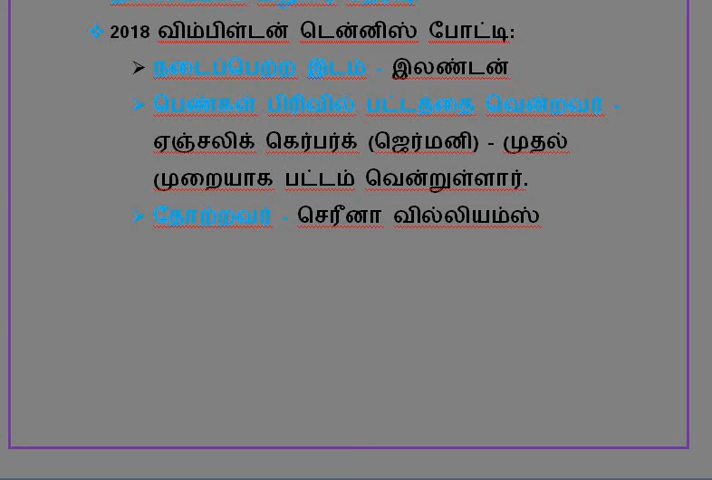 2018 விம்பிள்டன் டென்னிஸ் போட்டி:
நடைப்பெற்ற இடம் - இலண்டன்
பெண்கள் பிரிவில் பட்டத்தை வென்றவர் -
ஏஞ்சலிக் கெர்பர்க் (ஜெர்மனி) - முதல்
முறையாக பட்டம் வென்றுள்ளார்.
தோற்றவர் - செரீனா வில்லியம்ஸ்